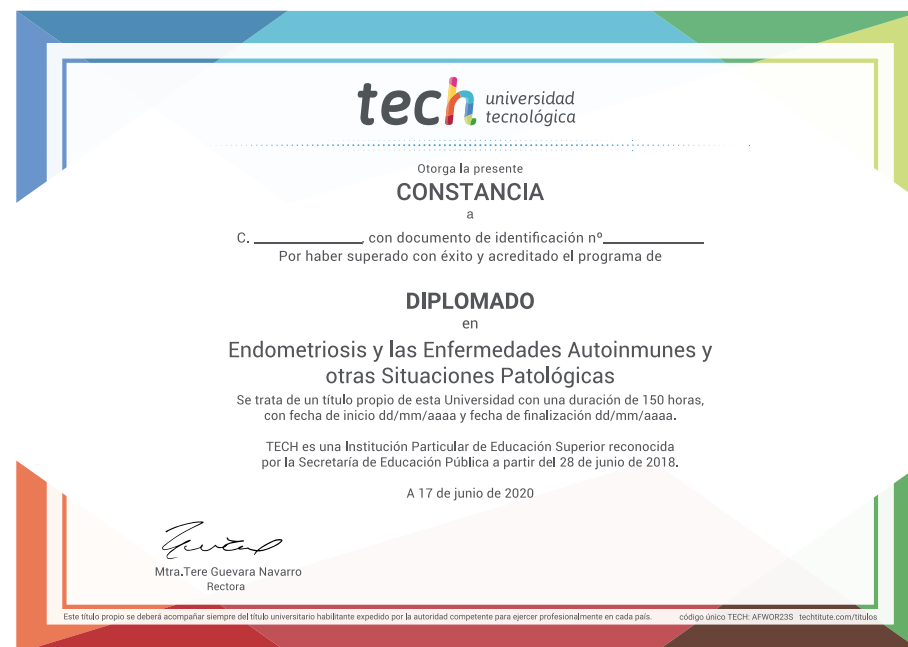 tech universidad
tecnológica
Otorga la presente
CONSTANCIA
a
C. ____________, con documento de identificación nº____________
Por haber superado con éxito y acreditado el programa de
DIPLOMADO
en
Endometriosis y las Enfermedades Autoinmunes y
otras Situaciones Patológicas
Se trata de un título propio de esta Universidad con una duración de 150 horas,
con fecha de inicio dd/mm/aaaa y fecha de finalización dd/mm/aaaa.
TECH es una Institución Particular de Educación Superior reconocida
por la Secretaría de Educación Pública a partir del 28 de junio de 2018.
A 17 de junio de 2020
Mtra.Tere Guevara Navarro
Rectora
Este título propio se deberá acompañar siempre del título universitario habilitante expedido por la autoridad competente para ejercer profesionalmente en cada país. código único TECH: AFWOR23S techtitute.com/titulos